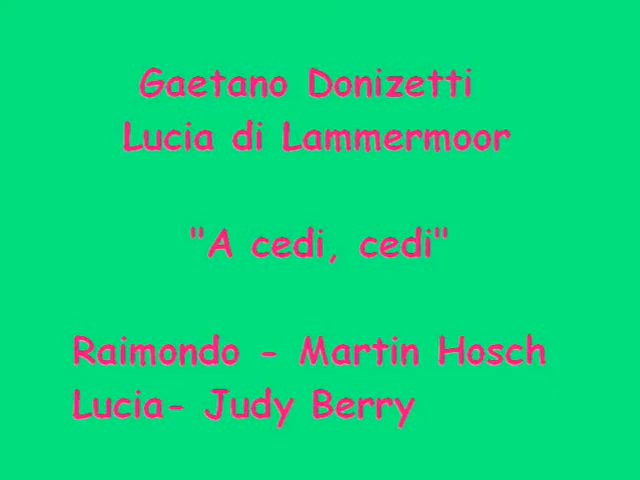 Gaetano Donizetti
Lucia di Lammermoor
"A cedi, cedi"
Raimondo - Martin Hosch
Lucia- Judy Berry